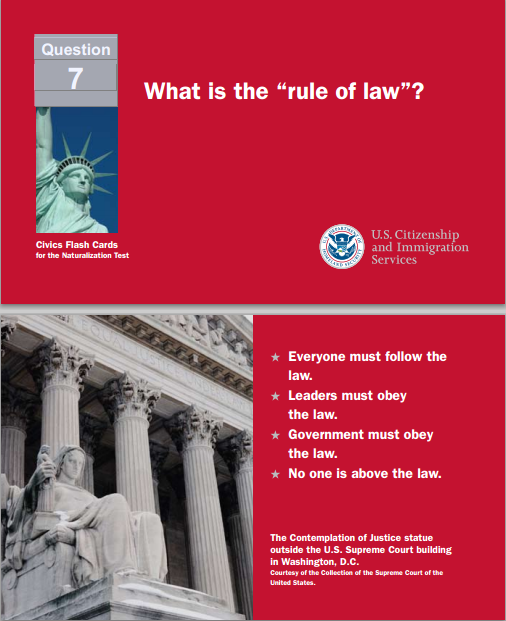 Question
7
What is the “rule of law”?
Civics Flash Cards
for the Naturalization Test
U.S. Citizenship
and Immigration
Services
★ Everyone must follow the
law.
★ Leaders must obey
the law.
★ Government must obey
the law.
★ No one is above the law.
The Contemplation of Justice statue
outside the U.S. Supreme Court building
in Washington, D.C.
Courtesy of the Collection of the Supreme Court of the
United States.